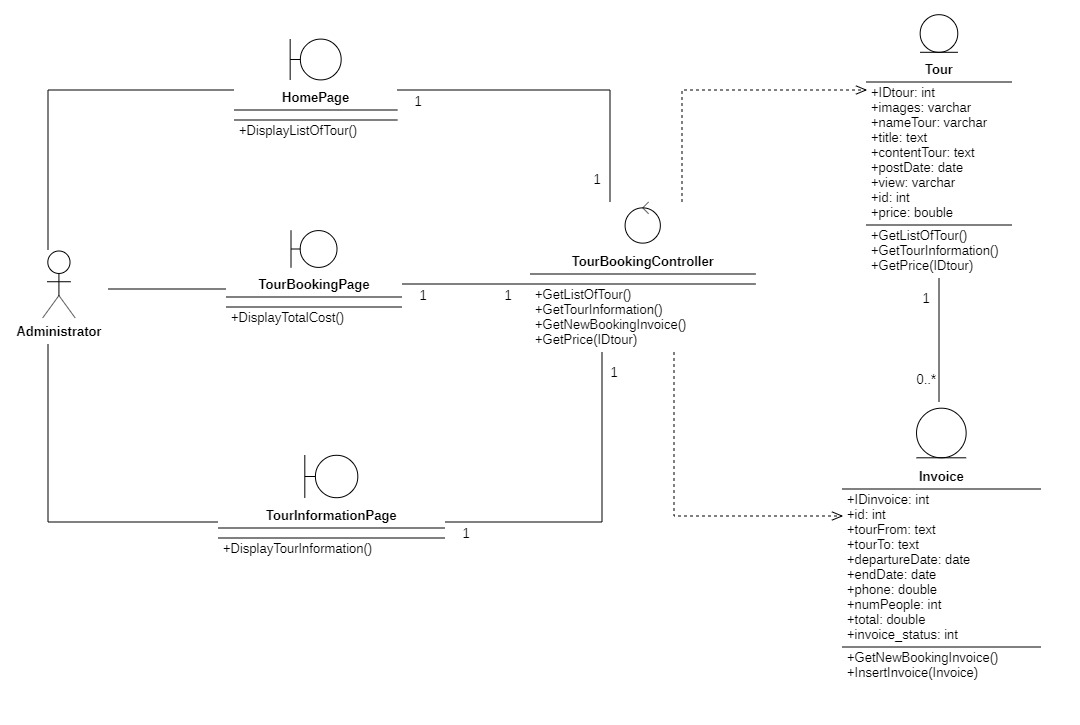 HomePage
+DisplayListOfTour()
1
1
Administrator
TourBookingPage
+DisplayTotalCost()
1
1
TourBookingController
+GetListOfTour()
+GetTourInformation()
+GetNewBookingInvoice()
+GetPrice(IDtour)
1
TourInformationPage
+DisplayTourInformation()
1
Tour
+IDtour: int
+images: varchar
+nameTour: varchar
+title: text
+contentTour: text
+postDate: date
+view: varchar
+id: int
+price: bouble
+GetListOfTour()
+GetTourInformation()
+GetPrice(IDtour)
1
0..*
Invoice
+IDinvoice: int
+id: int
+tourFrom: text
+tourTo: text
+departureDate: date
+endDate: date
+phone: double
+numPeople: int
+total: double
+invoice_status: int
+GetNewBookingInvoice()
+InsertInvoice(Invoice)